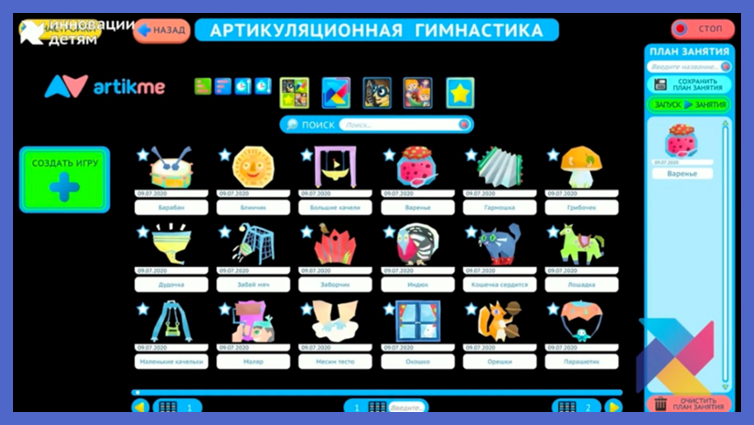 инновации
детям
НАЗАД
АРТИКУЛЯЦИОННАЯ ГИМНАСТИКА
СТОП
ПЛАН ЗАНЯТИЯ
Введите название...
artikme
СОХРАНИТЬ
ПЛАН ЗАНЯТИЯ
ПОИСК
Поиск...
ЗАПУСК ЗАНЯТИЯ
СОЗДАТЬ ИГРУ
09.07.2020
Варенье
09.07.2020 09.07.2020 09.07.2020 09.07.2020 09.07.2020 09.07.2020
Барабан Блинчик Большие качели Варенье Гармошка Грибочек
09.07.2020 09.07.2020 09.07.2020 09.07.2020 09.07.2020 09.07.2020
Дудочка Забей мяч Заборчик Индюк Кошечка сердится Лошадка
09.07.2020 09.07.2020 09.07.2020 09.07.2020 09.07.2020 09.07.2020
Маленькие качельки Маляр Месим тесто Окошко Орешки Парашютик
1 1 Введите... 2
ОЧИСТИТЬ
ПЛАН ЗАНЯТИЯ